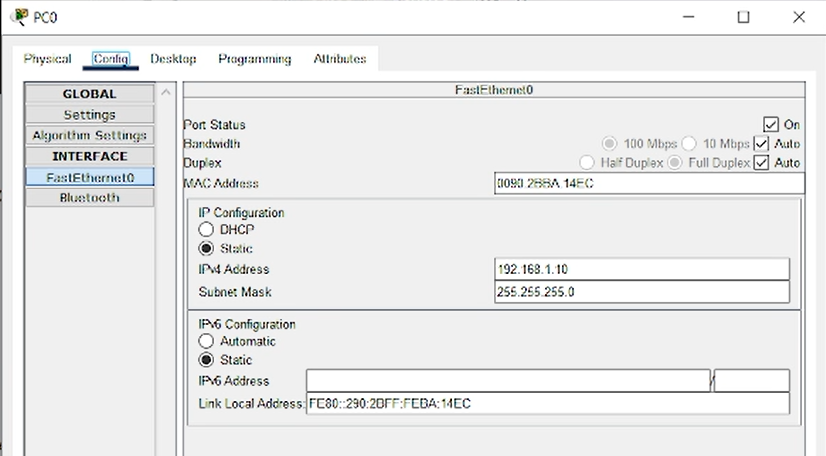 PC0
Physical Config Desktop Programming Attributes
GLOBAL
Settings
Algorithm Settings
INTERFACE
FastEthernet0
Bluetooth
FastEthernet0
Port Status On
Bandwidth 100 Mbps 10 Mbps Auto
Duplex Half Duplex Full Duplex Auto
MAC Address 0090.2BBA.14EC
IP Configuration
DHCP
Static
IPv4 Address 192.168.1.10
Subnet Mask 255.255.255.0
IPv6 Configuration
Automatic
Static
IPv6 Address /
Link Local Address: FE80::290:2BFF:FEBA:14EC